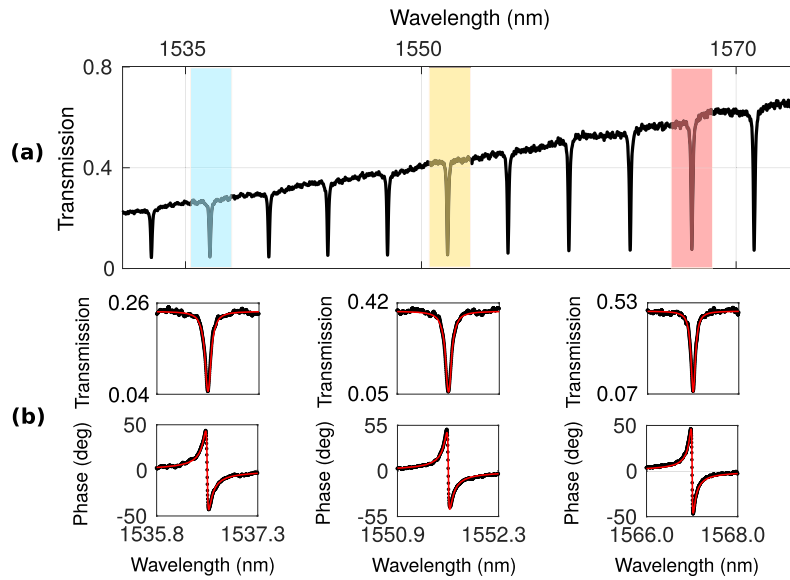 Wavelength (nm)
1535 1550 1570
(a)
Transmission
0.8
0.4
0
(b)
Transmission
0.26
0.04
Transmission
0.42
0.05
Transmission
0.53
0.07
Phase (deg)
50
0
-50
1535.8 1537.3
Wavelength (nm)
Phase (deg)
55
0
-55
1550.9 1552.3
Wavelength (nm)
Phase (deg)
50
0
-50
1566.0 1568.0
Wavelength (nm)